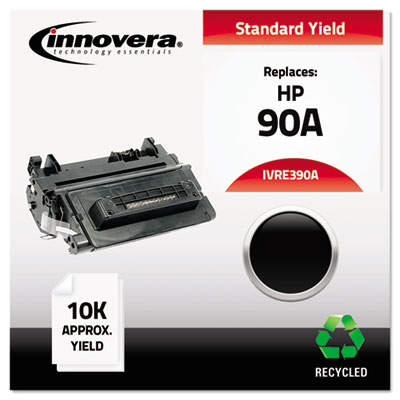 innovera
technology essentials
Standard Yield
Replaces:
HP
90A
IVRE390A
10K
APPROX.
YIELD
RECYCLED